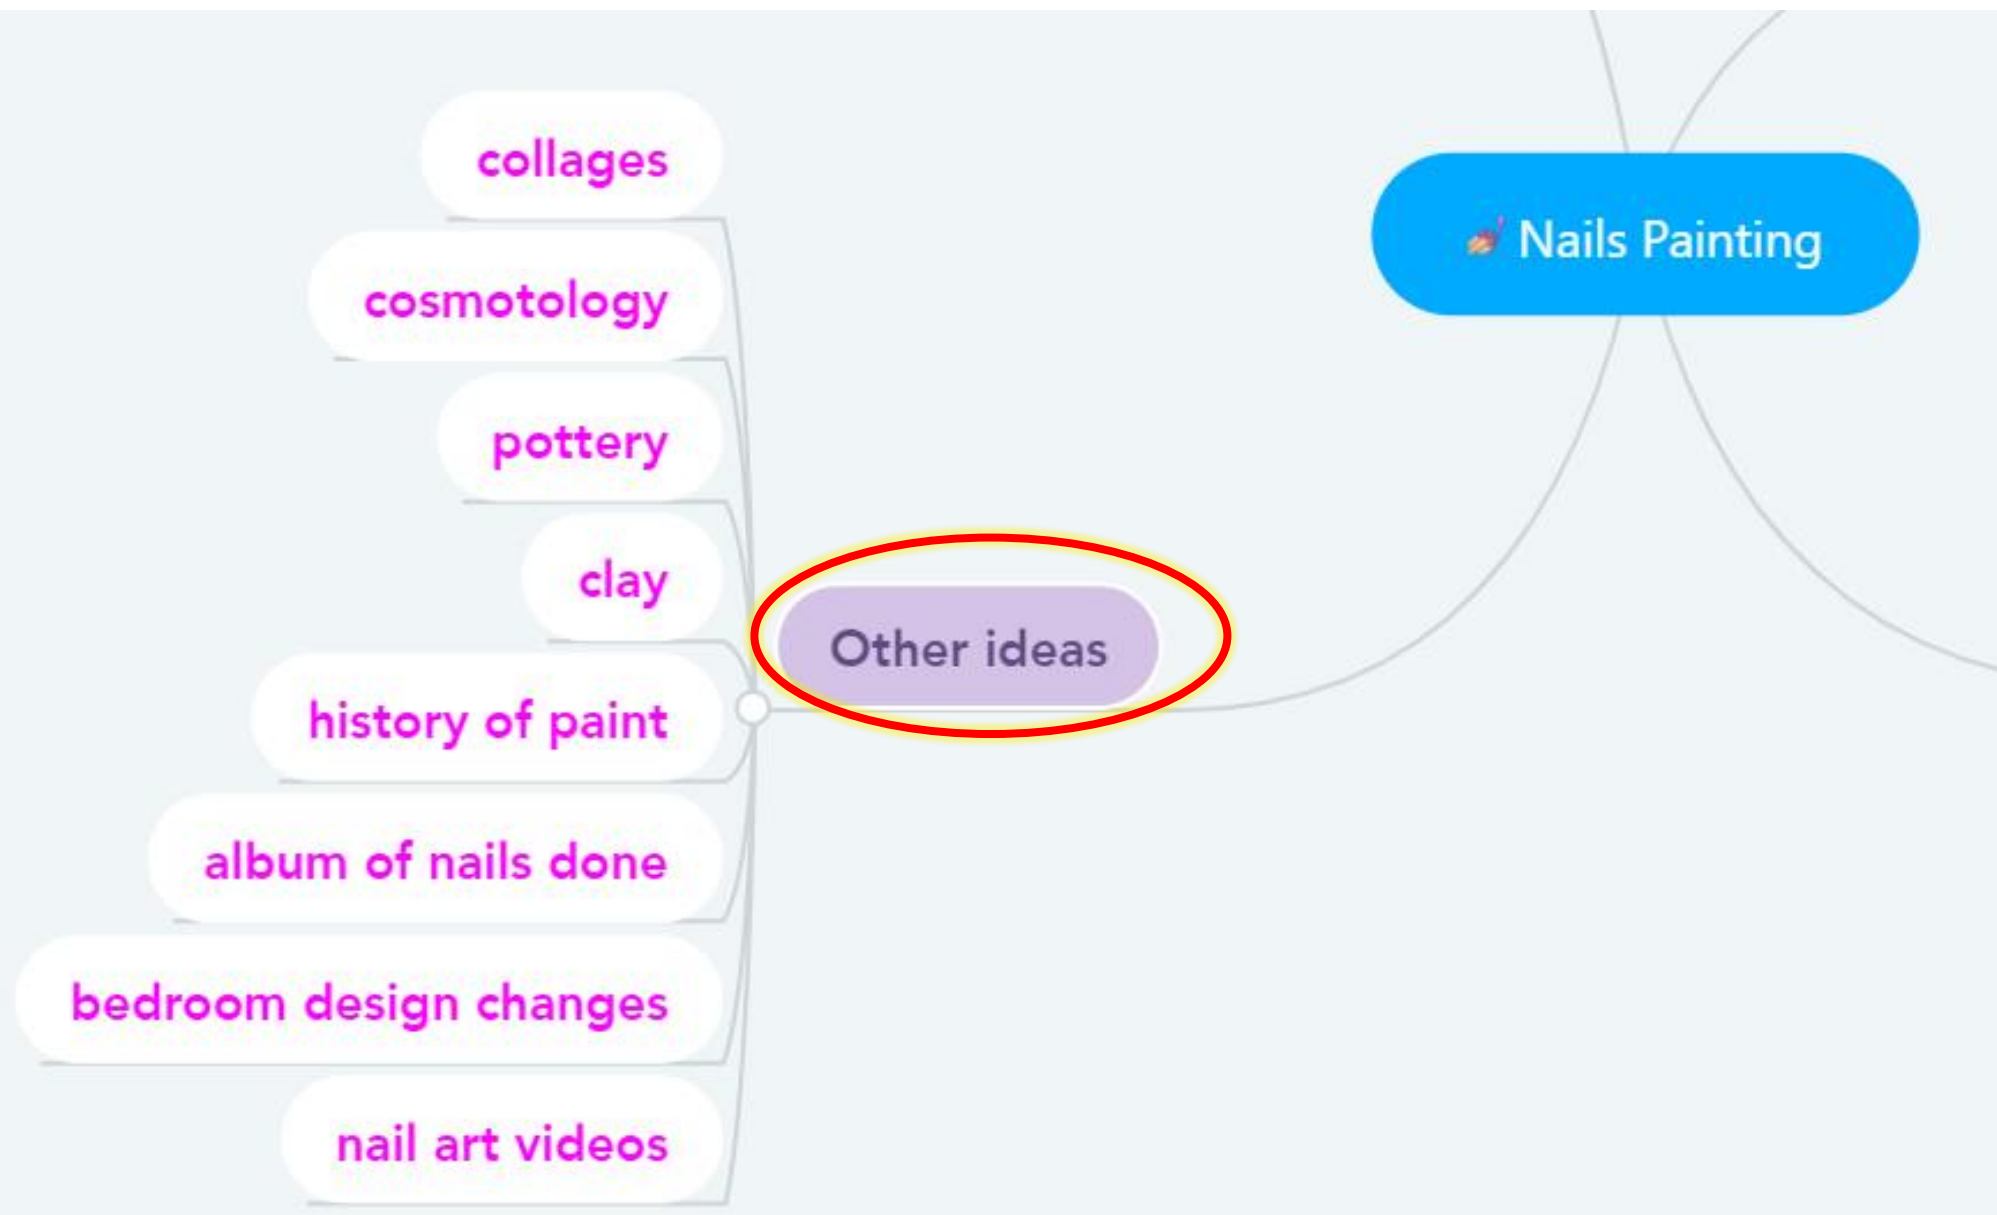 collages
cosmotology
pottery
clay
history of paint
album of nails done
bedroom design changes
nail art videos
Other ideas
Nails Painting